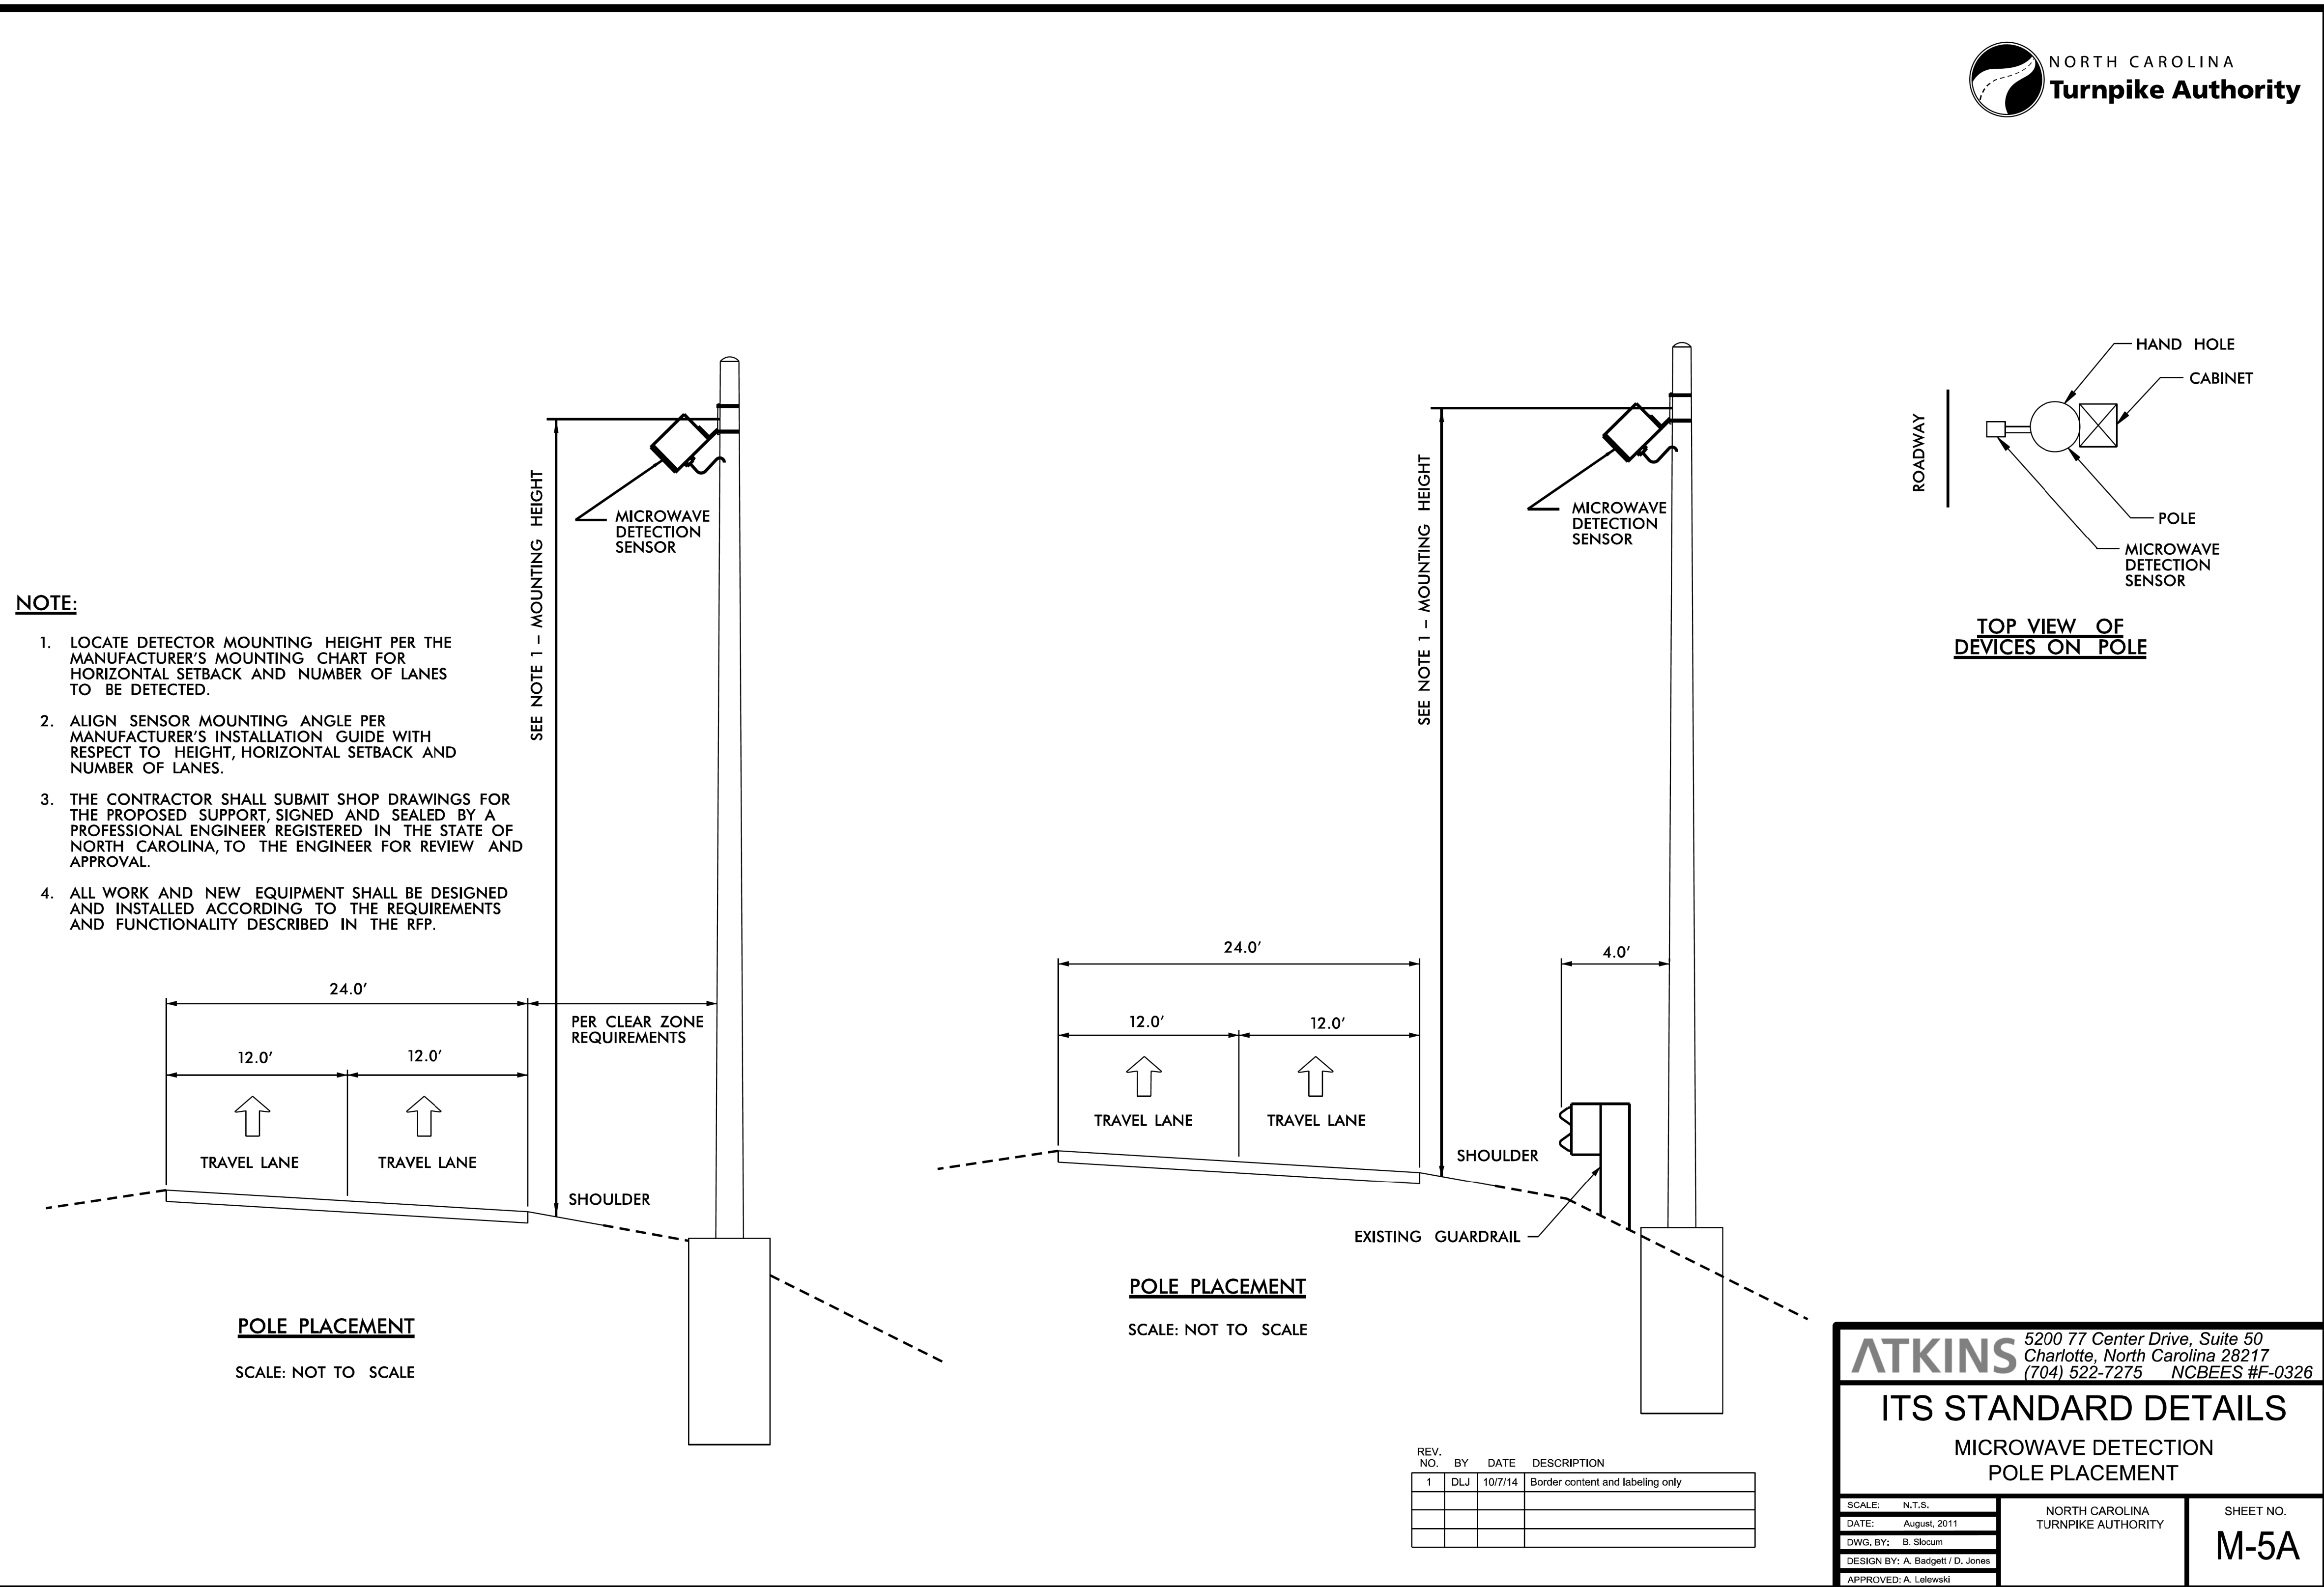 NORTH CAROLINA
Turnpike Authority
NOTE:
1. LOCATE DETECTOR MOUNTING HEIGHT PER THE
MANUFACTURER'S MOUNTING CHART FOR
HORIZONTAL SETBACK AND NUMBER OF LANES
TO BE DETECTED.
2. ALIGN SENSOR MOUNTING ANGLE PER
MANUFACTURER'S INSTALLATION GUIDE WITH
RESPECT TO HEIGHT, HORIZONTAL SETBACK AND
NUMBER OF LANES.
3. THE CONTRACTOR SHALL SUBMIT SHOP DRAWINGS FOR
THE PROPOSED SUPPORT, SIGNED AND SEALED BY A
PROFESSIONAL ENGINEER REGISTERED IN THE STATE OF
NORTH CAROLINA, TO THE ENGINEER FOR REVIEW AND
APPROVAL.
4. ALL WORK AND NEW EQUIPMENT SHALL BE DESIGNED
AND INSTALLED ACCORDING TO THE REQUIREMENTS
AND FUNCTIONALITY DESCRIBED IN THE RFP.
SEE NOTE 1 – MOUNTING HEIGHT
MICROWAVE
DETECTION
SENSOR
24.0'
PER CLEAR ZONE
REQUIREMENTS
12.0'
12.0'
TRAVEL LANE
TRAVEL LANE
SHOULDER
POLE PLACEMENT
SCALE: NOT TO SCALE
SEE NOTE 1 – MOUNTING HEIGHT
MICROWAVE
DETECTION
SENSOR
24.0'
4.0'
12.0'
12.0'
TRAVEL LANE
TRAVEL LANE
SHOULDER
EXISTING GUARDRAIL
POLE PLACEMENT
SCALE: NOT TO SCALE
HAND HOLE
CABINET
ROADWAY
POLE
MICROWAVE
DETECTION
SENSOR
TOP VIEW OF
DEVICES ON POLE
REV.
NO. BY DATE DESCRIPTION
1 DLJ 10/7/14 Border content and labeling only
ATKINS
5200 77 Center Drive, Suite 50
Charlotte, North Carolina 28217
(704) 522-7275 NCBEES #F-0326
ITS STANDARD DETAILS
MICROWAVE DETECTION
POLE PLACEMENT
SCALE: N.T.S.
DATE: August, 2011
DWG. BY: B. Slocum
DESIGN BY: A. Badgett / D. Jones
APPROVED: A. Lelewski
NORTH CAROLINA
TURNPIKE AUTHORITY
SHEET NO.
M-5A